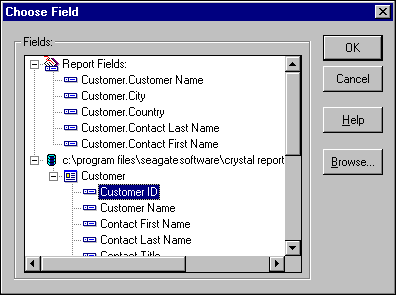 Choose Field
Fields:
Report Fields:
Customer.Customer Name
Customer.City
Customer.Country
Customer.Contact Last Name
Customer.Contact First Name
c:\program files\seagate software\crystal report
Customer
Customer ID
Customer Name
Contact First Name
Contact Last Name
Contact Title
OK
Cancel
Help
Browse...